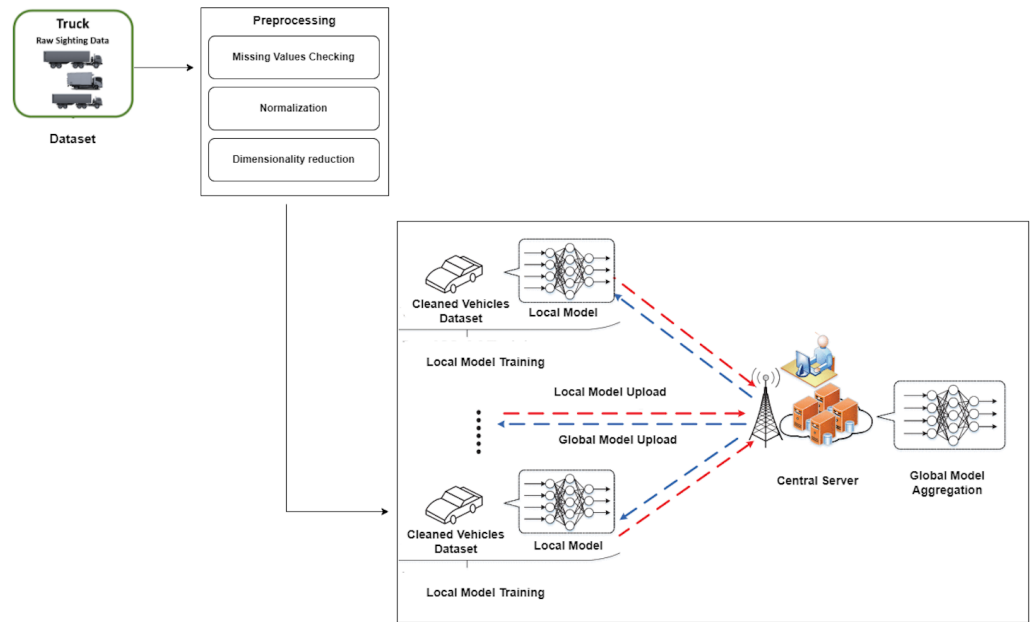 Truck
Raw Sighting Data
Dataset
Preprocessing
Missing Values Checking
Normalization
Dimensionality reduction
Cleaned Vehicles
Dataset
Local Model
Local Model Training
Local Model Upload
Global Model Upload
Central Server
Global Model
Aggregation
Cleaned Vehicles
Dataset
Local Model
Local Model Training